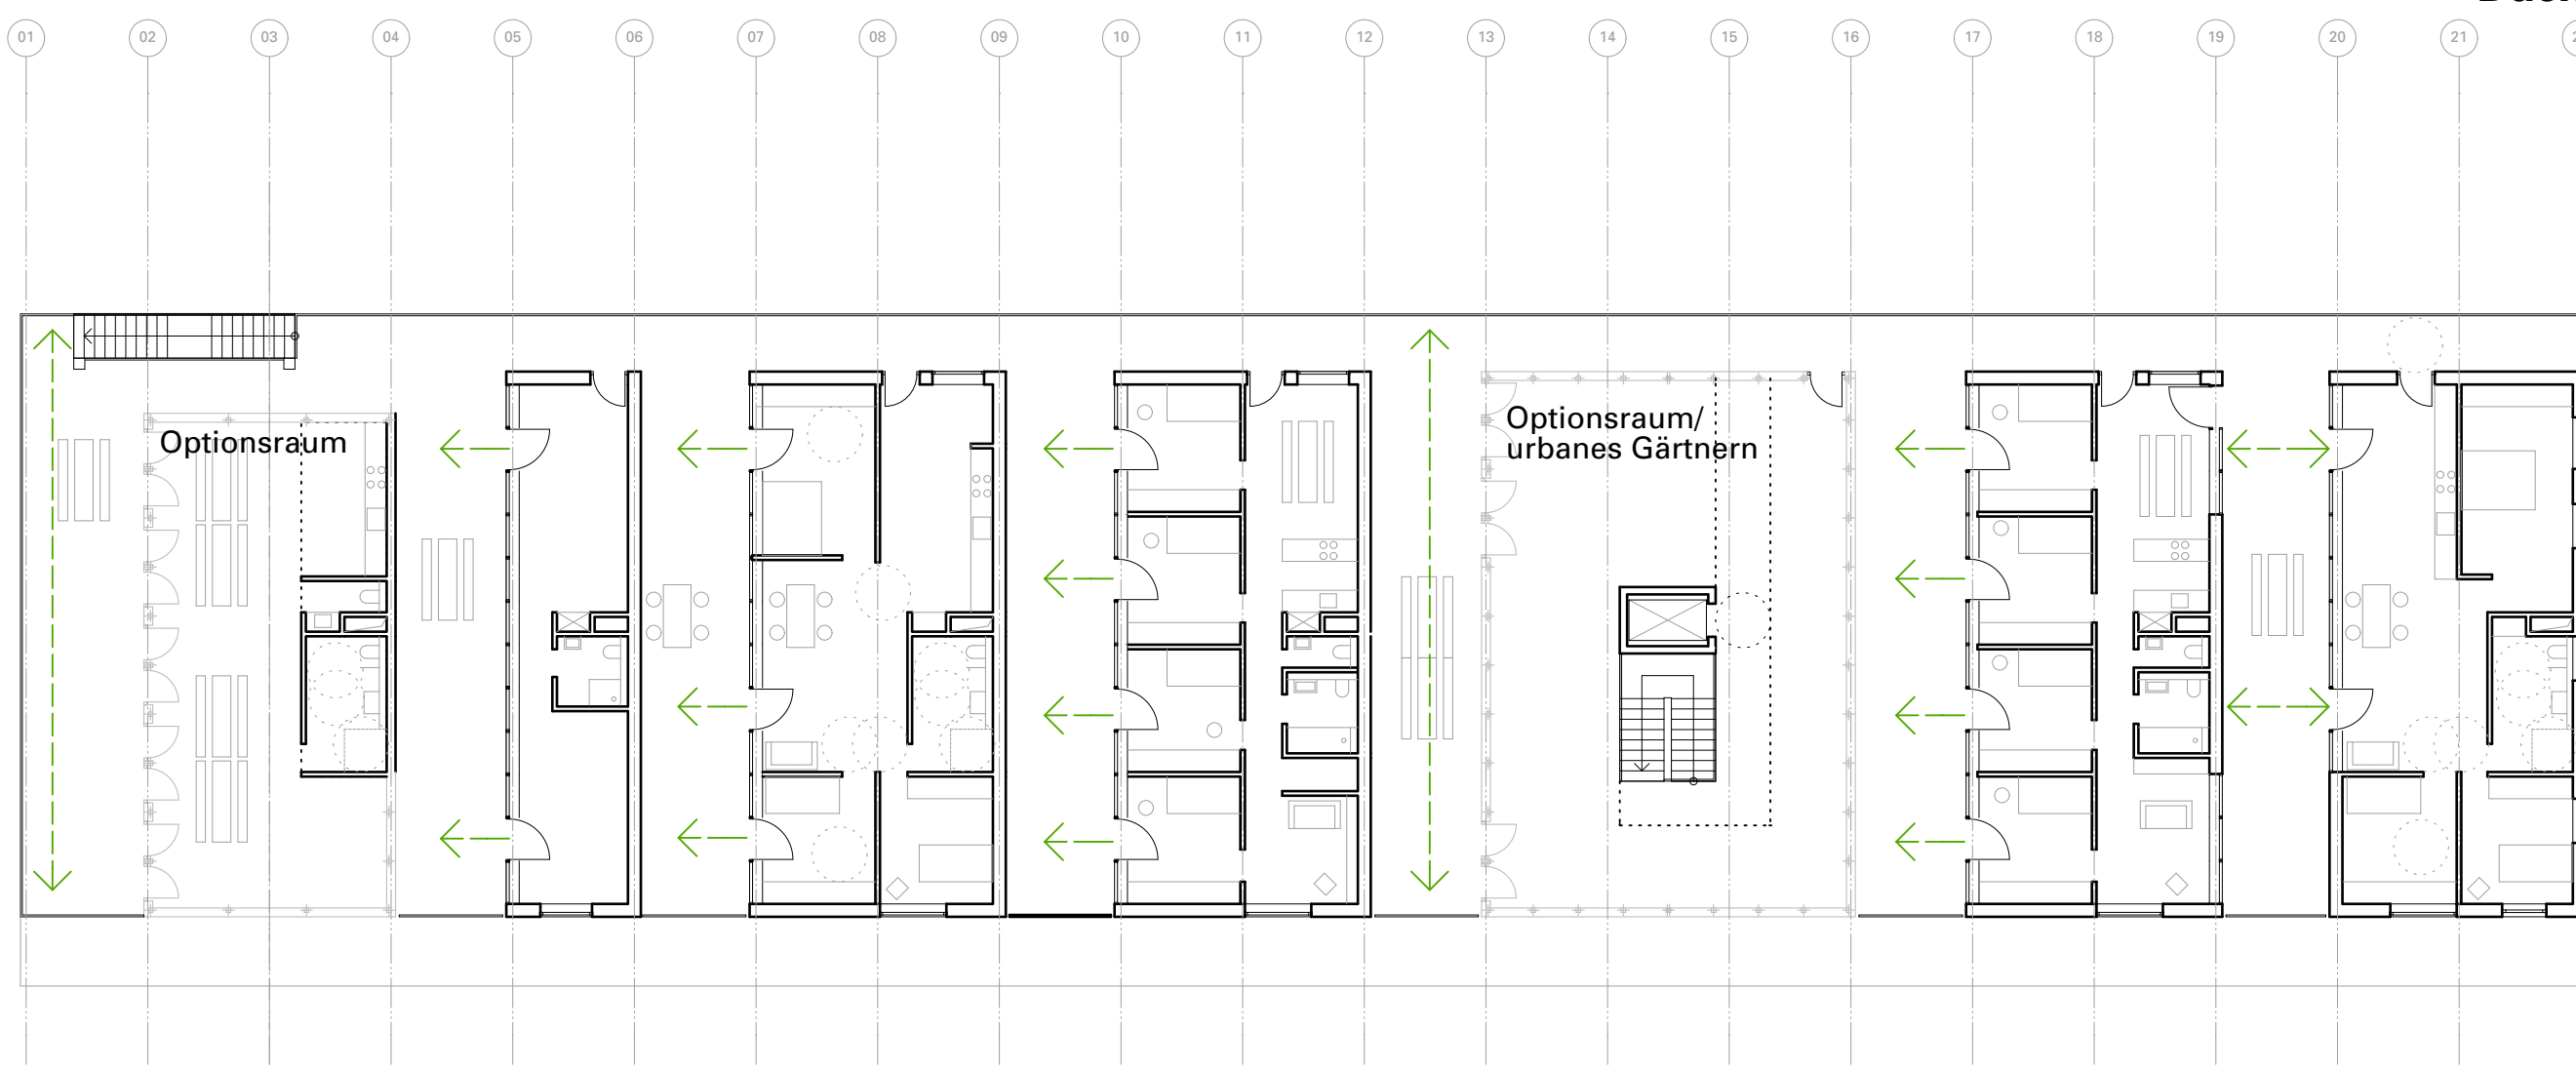 01 02 03 04 05 06 07 08 09 10 11 12 13 14 15 16 17 18 19 20 21
Optionsraum
Optionsraum/
urbanes Gärtnern